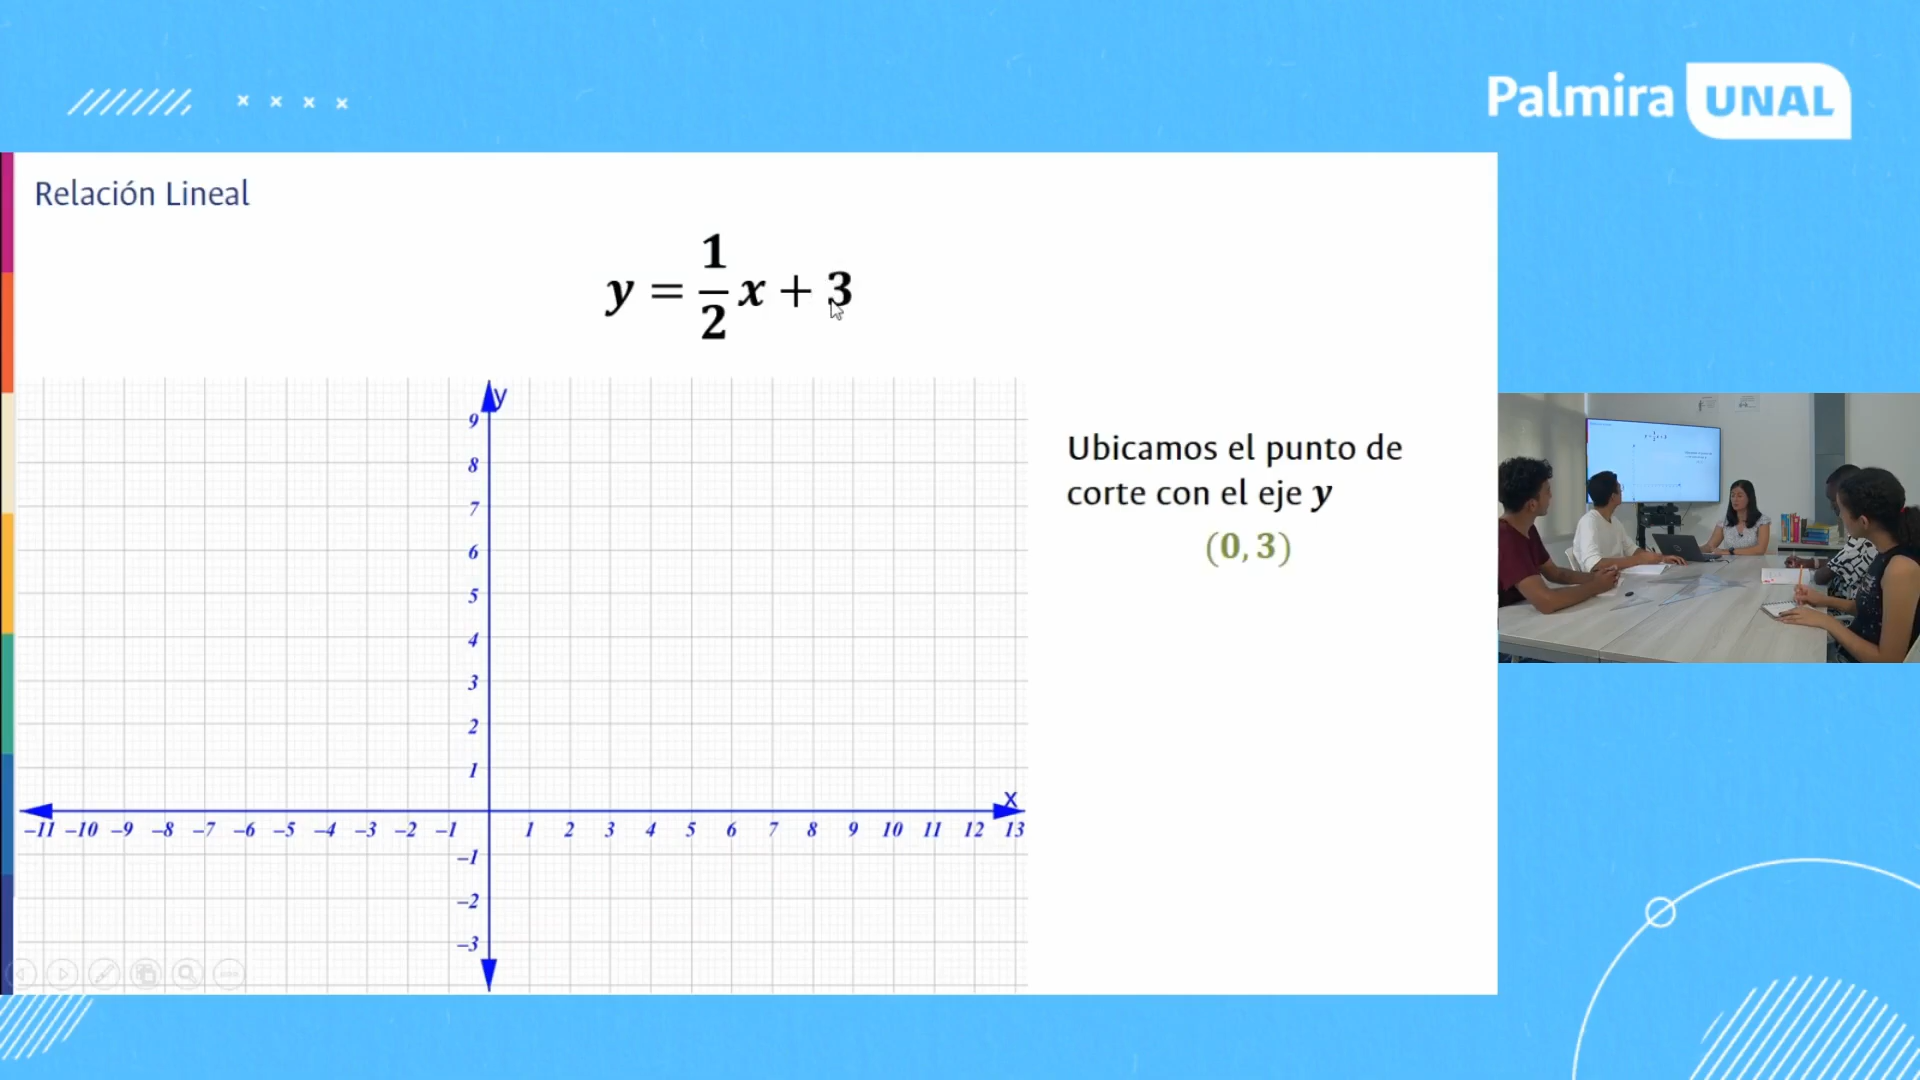 Palmira UNAL
Relación Lineal
y = 1/2 x + 3
y
9
8
7
6
5
4
3
2
1
x
–11 –10 –9 –8 –7 –6 –5 –4 –3 –2 –1 1 2 3 4 5 6 7 8 9 10 11 12 13
–1
–2
–3
Ubicamos el punto de
corte con el eje y
(0, 3)